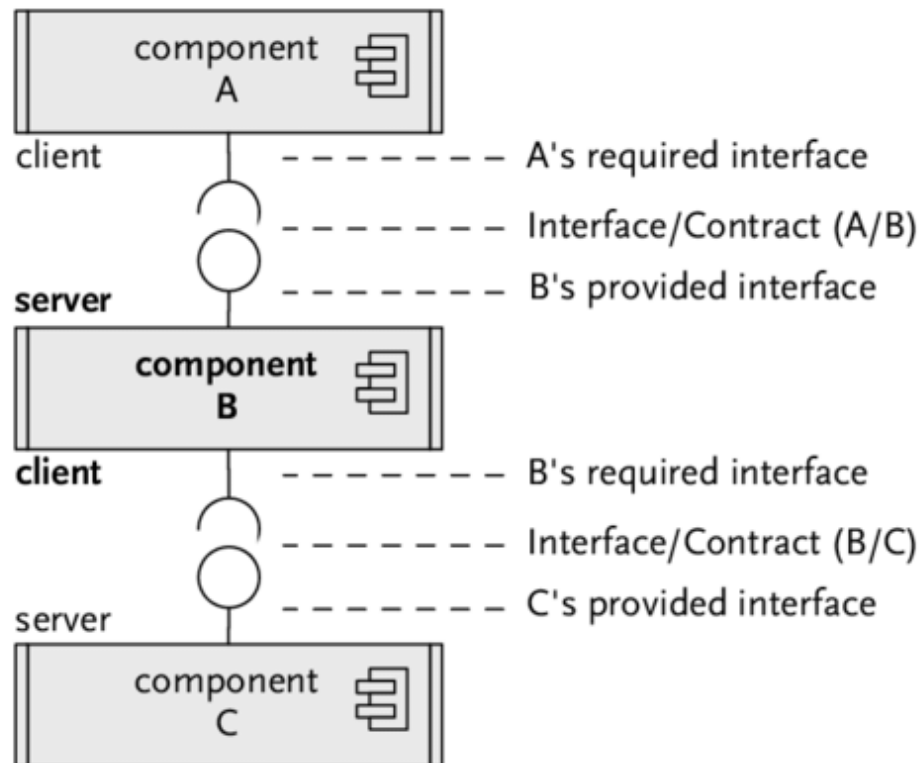 component
A
client
A's required interface
Interface/Contract (A/B)
B's provided interface
server
component
B
client
B's required interface
Interface/Contract (B/C)
C's provided interface
server
component
C